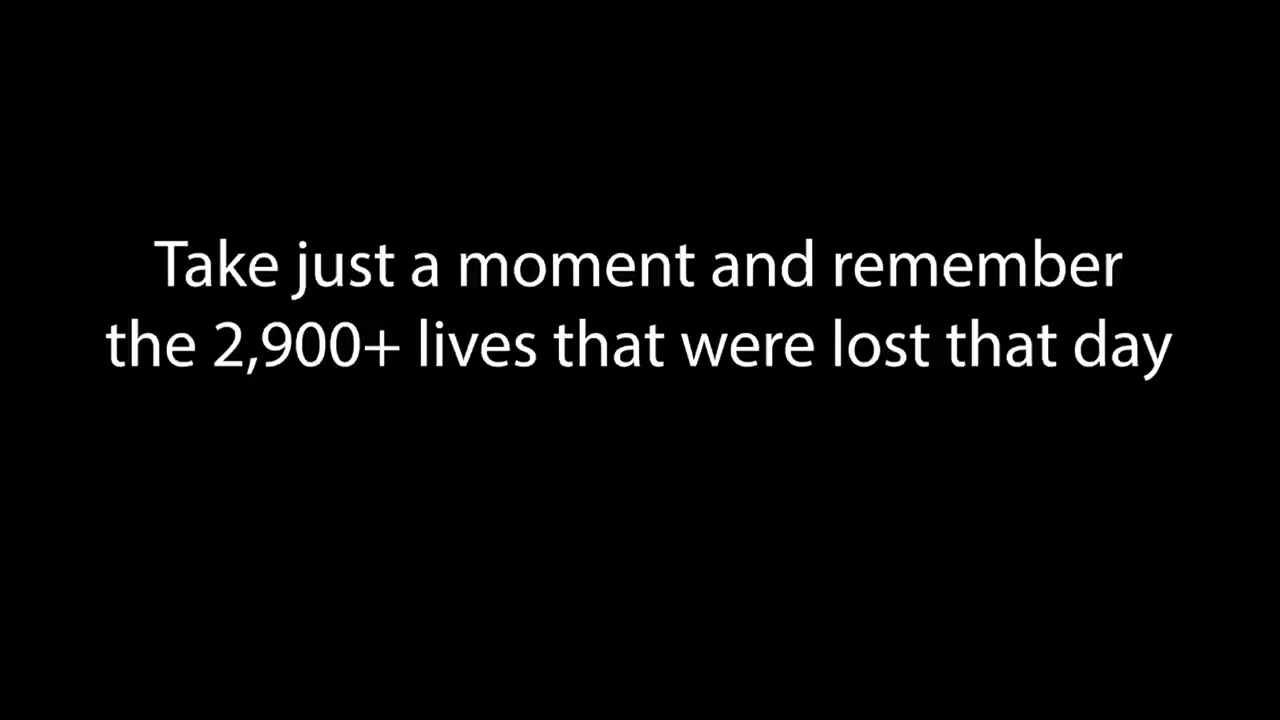 Take just a moment and remember
the 2,900+ lives that were lost that day